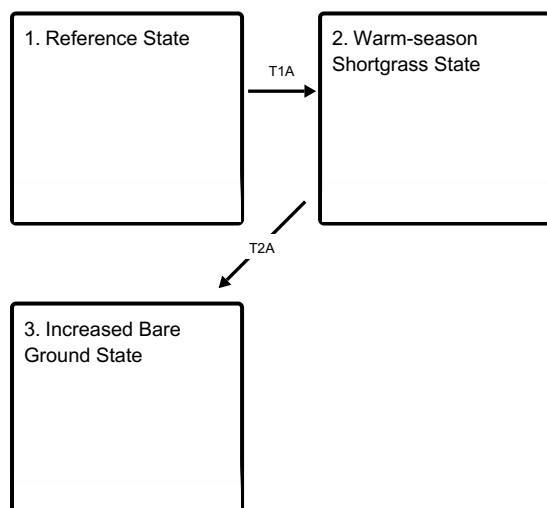 1. Reference State
T1A
2. Warm-season
Shortgrass State
T2A
3. Increased Bare
Ground State